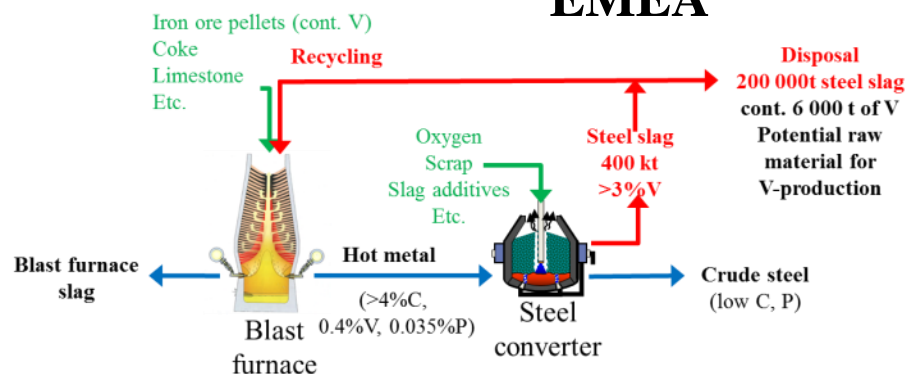 EMEA
Iron ore pellets (cont. V)
Coke
Limestone
Etc.
Recycling
Disposal
200 000t steel slag
cont. 6 000 t of V
Potential raw
material for
V-production
Oxygen
Scrap
Slag additives
Etc.
Steel slag
400 kt
>3%V
Blast furnace
slag
Hot metal
(>4%C,
0.4%V, 0.035%P)
Crude steel
(low C, P)
Blast
furnace
Steel
converter